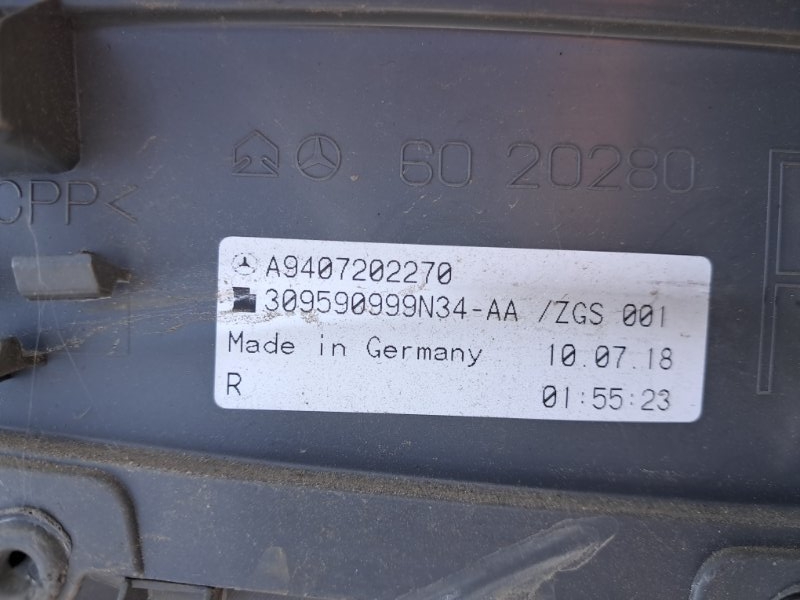 60 20280
CPP<
A9407202270
309590999N34-AA /ZGS 001
Made in Germany 10.07.18
R 01:55:23